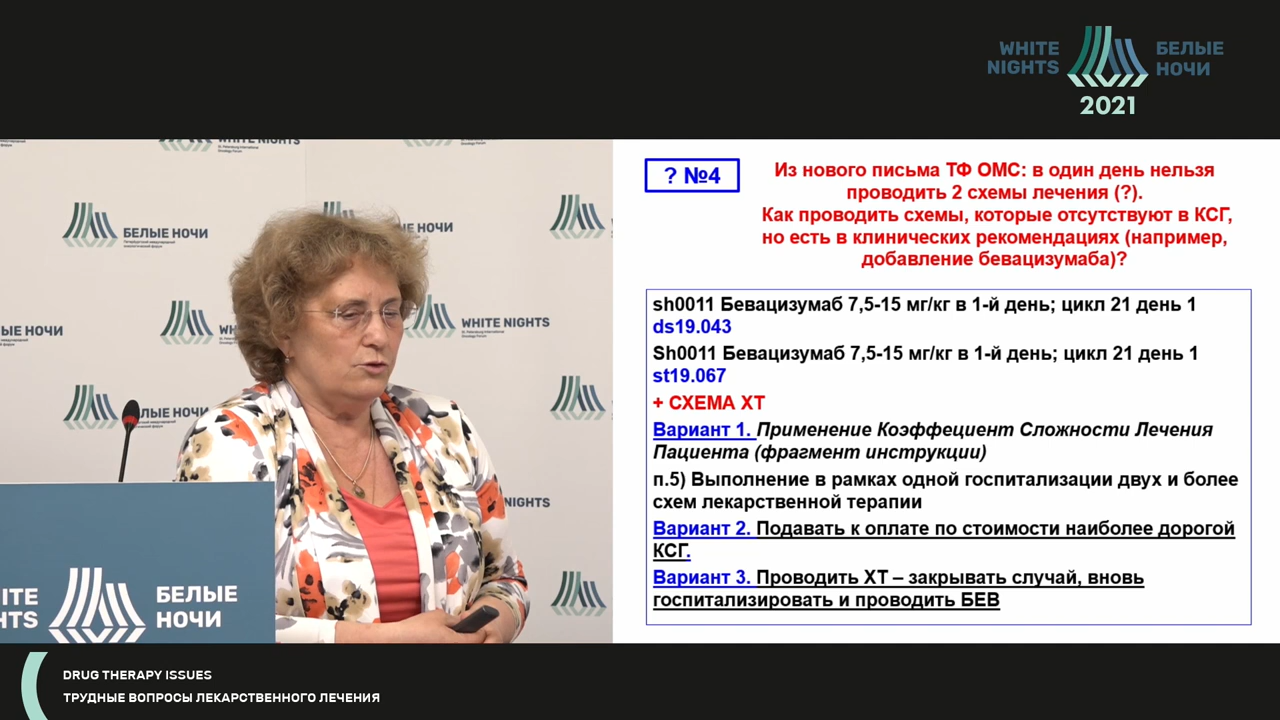 WHITE
NIGHTS
БЕЛЫЕ
НОЧИ
2021
WHITE NIGHTS
БЕЛЫЕ НОЧИ
WHITE NIGHTS
БЕЛЫЕ НОЧИ
БЕЛЫЕ
НОЧИ
? №4
Из нового письма ТФ ОМС: в один день нельзя
проводить 2 схемы лечения (?).
Как проводить схемы, которые отсутствуют в КСГ,
но есть в клинических рекомендациях (например,
добавление бевацизумаба)?
sh0011 Бевацизумаб 7,5-15 мг/кг в 1-й день; цикл 21 день 1
ds19.043
Sh0011 Бевацизумаб 7,5-15 мг/кг в 1-й день; цикл 21 день 1
st19.067
+ СХЕМА ХТ
Вариант 1. Применение Коэффециент Сложности Лечения
Пациента (фрагмент инструкции)
п.5) Выполнение в рамках одной госпитализации двух и более
схем лекарственной терапии
Вариант 2. Подавать к оплате по стоимости наиболее дорогой
КСГ.
Вариант 3. Проводить ХТ – закрывать случай, вновь
госпитализировать и проводить БЕВ
DRUG THERAPY ISSUES
ТРУДНЫЕ ВОПРОСЫ ЛЕКАРСТВЕННОГО ЛЕЧЕНИЯ